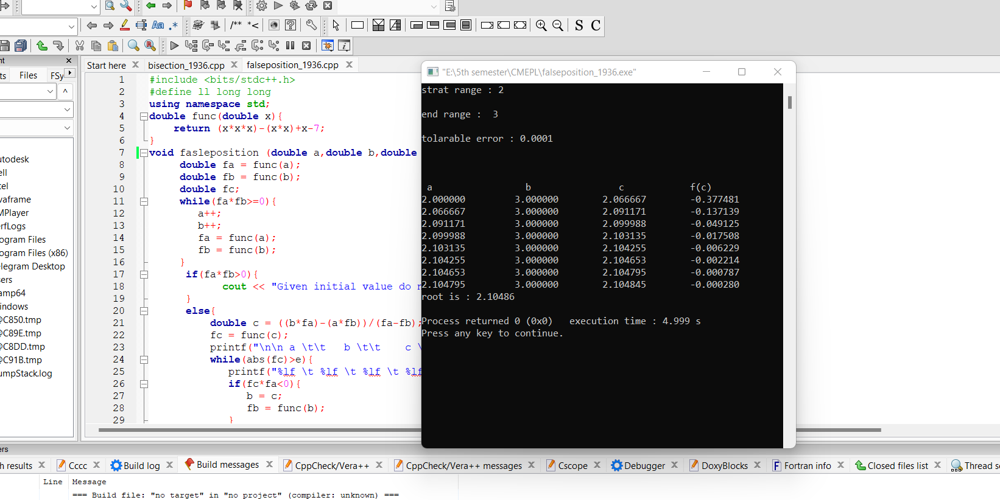 Aa .*
/** *<
S C
nt
ts Files FSy
Start here
bisection_1936.cpp
falseposition_1936.cpp
1 #include <bits/stdc++.h>
2 #define ll long long
3 using namespace std;
4 double func(double x){
5 return (x*x*x)-(x*x)+x-7;
6 }
7 void fasleposition (double a,double b,double
8 double fa = func(a);
9 double fb = func(b);
10 double fc;
11 while(fa*fb>=0){
12 a++;
13 b++;
14 fa = func(a);
15 fb = func(b);
16 }
17 if(fa*fb>0){
18 cout << "Given initial value do n
19 }
20 else{
21 double c = ((b*fa)-(a*fb))/(fa-fb);
22 fc = func(c);
23 printf("\n\n a \t\t b \t\t c \
24 while(abs(fc)>e){
25 printf("%lf \t %lf \t %lf \t %lf
26 if(fc*fa<0){
27 b = c;
28 fb = func(b);
29 }
utodesk
ell
tel
vaframe
MPlayer
erfLogs
ogram Files
ogram Files (x86)
elegram Desktop
sers
amp64
indows
@C850.tmp
@C89E.tmp
@C8DD.tmp
@C91B.tmp
umpStack.log
"E:\5th semester\CMEPL\falseposition_1936.exe"
strat range : 2
end range : 3
tolarable error : 0.0001
a b c f(c)
2.000000 3.000000 2.066667 -0.377481
2.066667 3.000000 2.091171 -0.137139
2.091171 3.000000 2.099988 -0.049125
2.099988 3.000000 2.103135 -0.017508
2.103135 3.000000 2.104255 -0.006229
2.104255 3.000000 2.104653 -0.002214
2.104653 3.000000 2.104795 -0.000787
2.104795 3.000000 2.104845 -0.000280
root is : 2.10486
Process returned 0 (0x0) execution time : 4.999 s
Press any key to continue.
ers
h results Cccc Build log Build messages CppCheck/Vera++ CppCheck/Vera++ messages Cscope Debugger DoxyBlocks Fortran info Closed files list Thread s
Line Message
=== Build file: "no target" in "no project" (compiler: unknown) ===